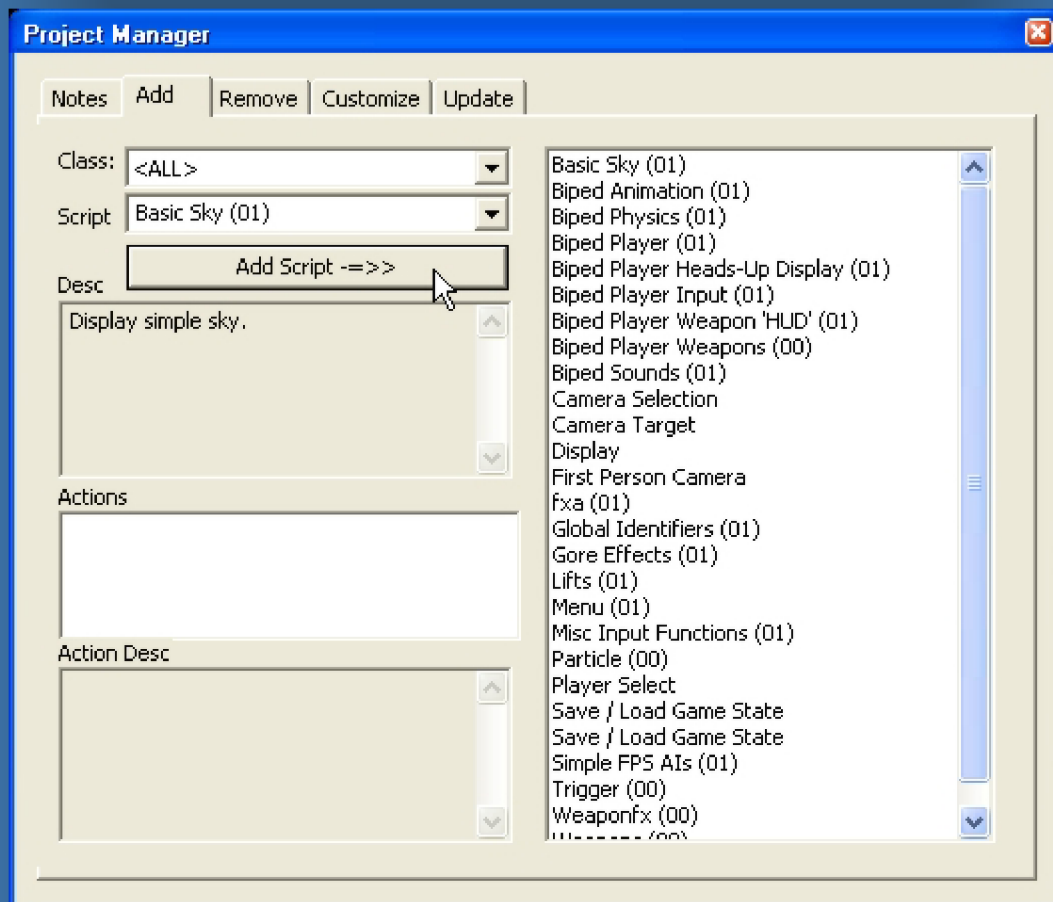 Project Manager
Notes Add Remove Customize Update
Class: <ALL>
Script Basic Sky (01)
Add Script -=>>
Desc
Display simple sky.
Actions
Action Desc
Basic Sky (01)
Biped Animation (01)
Biped Physics (01)
Biped Player (01)
Biped Player Heads-Up Display (01)
Biped Player Input (01)
Biped Player Weapon 'HUD' (01)
Biped Player Weapons (00)
Biped Sounds (01)
Camera Selection
Camera Target
Display
First Person Camera
fxa (01)
Global Identifiers (01)
Gore Effects (01)
Lifts (01)
Menu (01)
Misc Input Functions (01)
Particle (00)
Player Select
Save / Load Game State
Save / Load Game State
Simple FPS AIs (01)
Trigger (00)
Weaponfx (00)